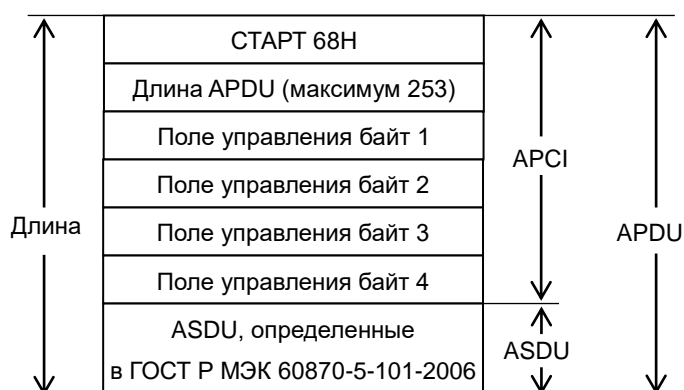 СТАРТ 68Н
Длина APDU (максимум 253)
Поле управления байт 1
Поле управления байт 2
Поле управления байт 3
Поле управления байт 4
ASDU, определенные
в ГОСТ Р МЭК 60870-5-101-2006
Длина
APCI
ASDU
APDU